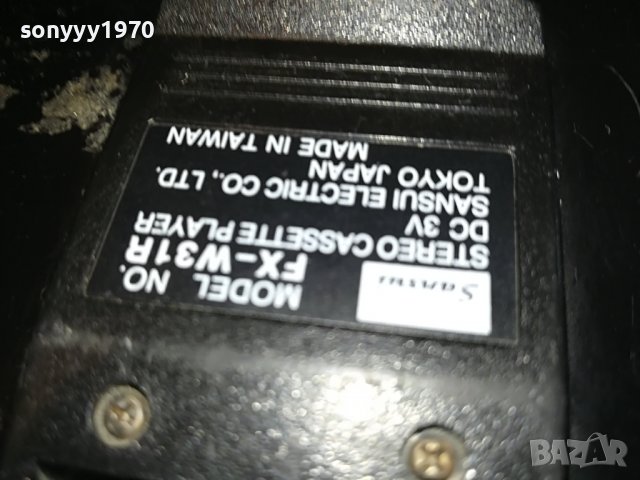 sonyyy1970
Sansui
MODEL NO.
FX-W31R
STEREO CASSETTE PLAYER
DC 3V
SANSUI ELECTRIC CO., LTD.
TOKYO JAPAN
MADE IN TAIWAN
BAZAR